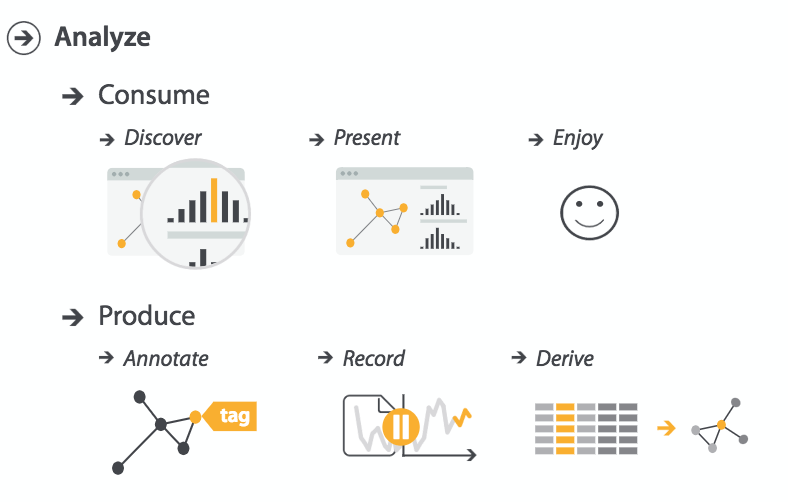 Analyze
Consume
Discover
Present
Enjoy
Produce
Annotate
Record
Derive
tag